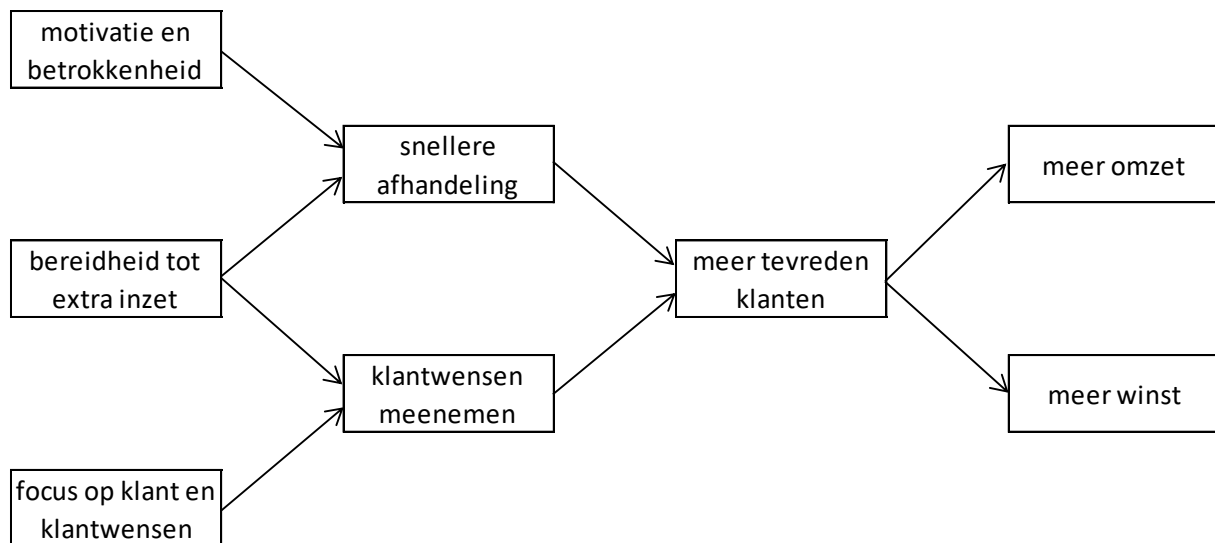 motivatie en
betrokkenheid
snellere
afhandeling
meer omzet
bereidheid tot
extra inzet
meer tevreden
klanten
klantwensen
meenemen
meer winst
focus op klant en
klantwensen